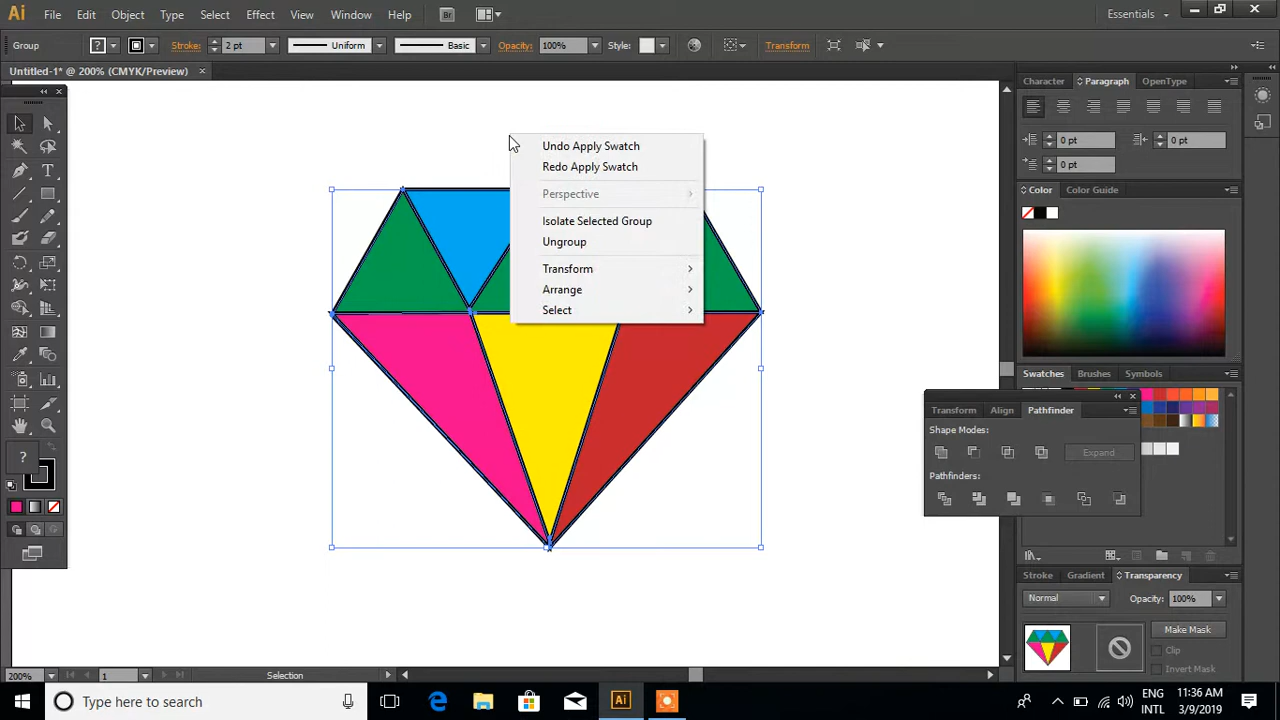 Ai File Edit Object Type Select Effect View Window Help Br Essentials
Group ? Stroke: 2 pt Uniform Basic Opacity: 100% Style: Transform
Untitled-1* @ 200% (CMYK/Preview)
Character Paragraph OpenType
0 pt 0 pt
0 pt
Color Color Guide
Undo Apply Swatch
Redo Apply Swatch
Perspective
Isolate Selected Group
Ungroup
Transform
Arrange
Select
Swatches Brushes Symbols
Transform Align Pathfinder
Shape Modes:
Expand
Pathfinders:
?
Stroke Gradient Transparency
Normal Opacity: 100%
Make Mask
Clip
Invert Mask
200% 1 Selection
Type here to search
Ai
ENG
INTL
11:36 AM
3/9/2019